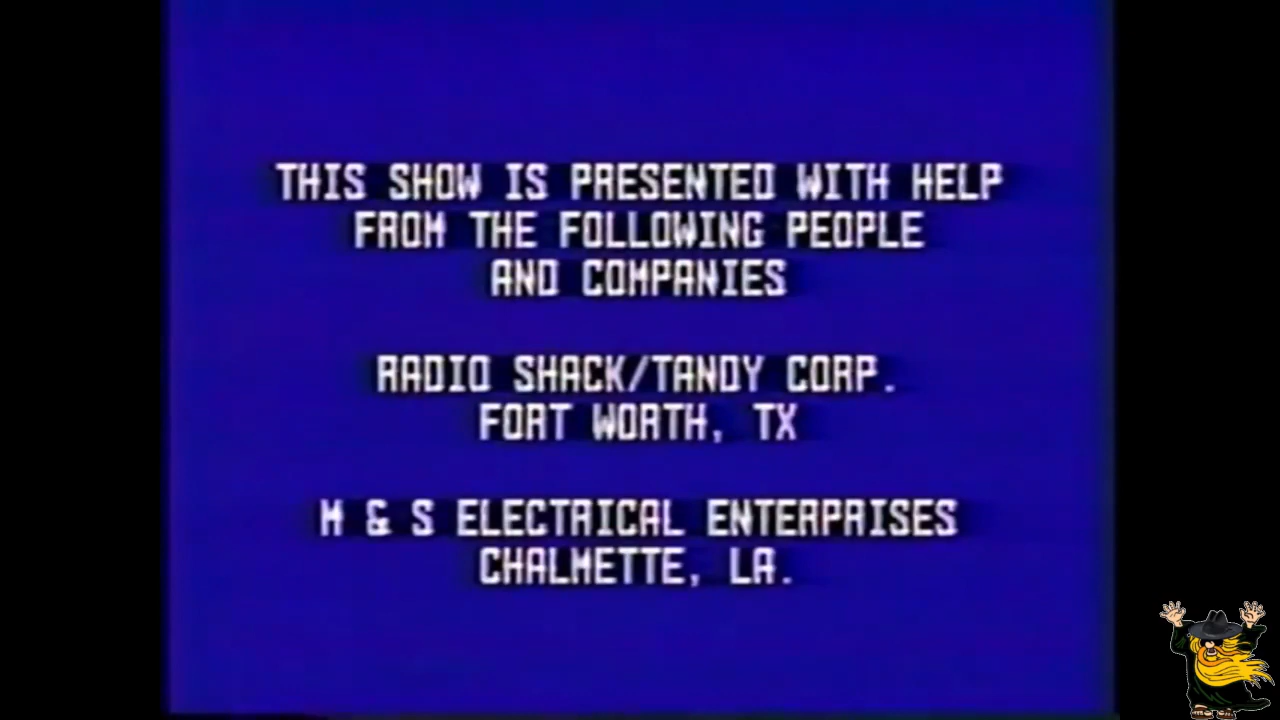 THIS SHOW IS PRESENTED WITH HELP
FROM THE FOLLOWING PEOPLE
AND COMPANIES
RADIO SHACK/TANDY CORP.
FORT WORTH, TX
M & S ELECTRICAL ENTERPRISES
CHALMETTE, LA.